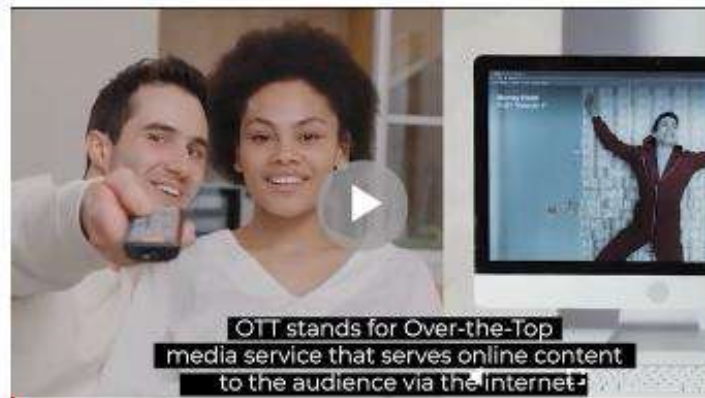 OTT stands for Over-the-Top
media service that serves online content
to the audience via the internet